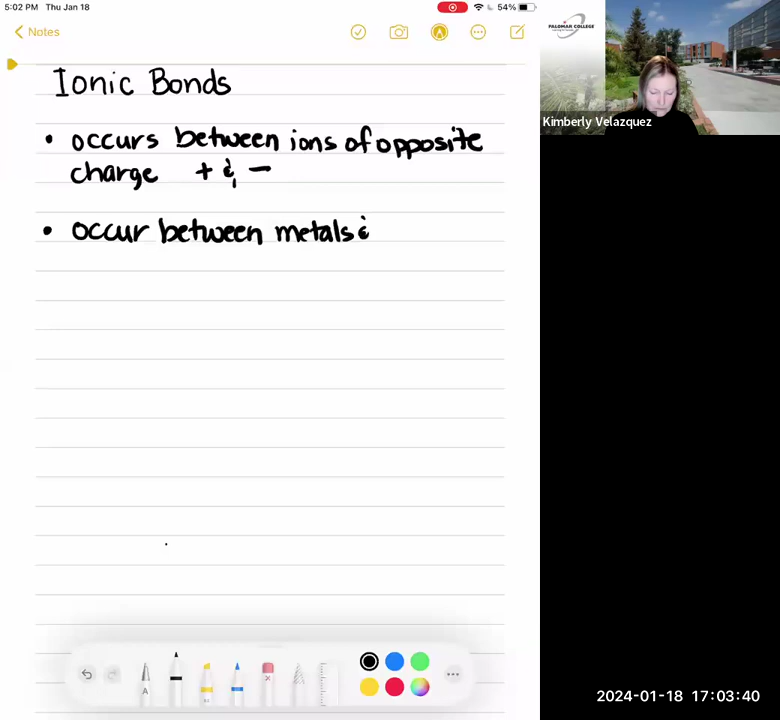 5:02 PM Thu Jan 18
54%
Notes
PALOMAR COLLEGE
Kimberly Velazquez
Ionic Bonds
• occurs between ions of opposite
charge + & −
• occur between metals &
2024-01-18 17:03:40